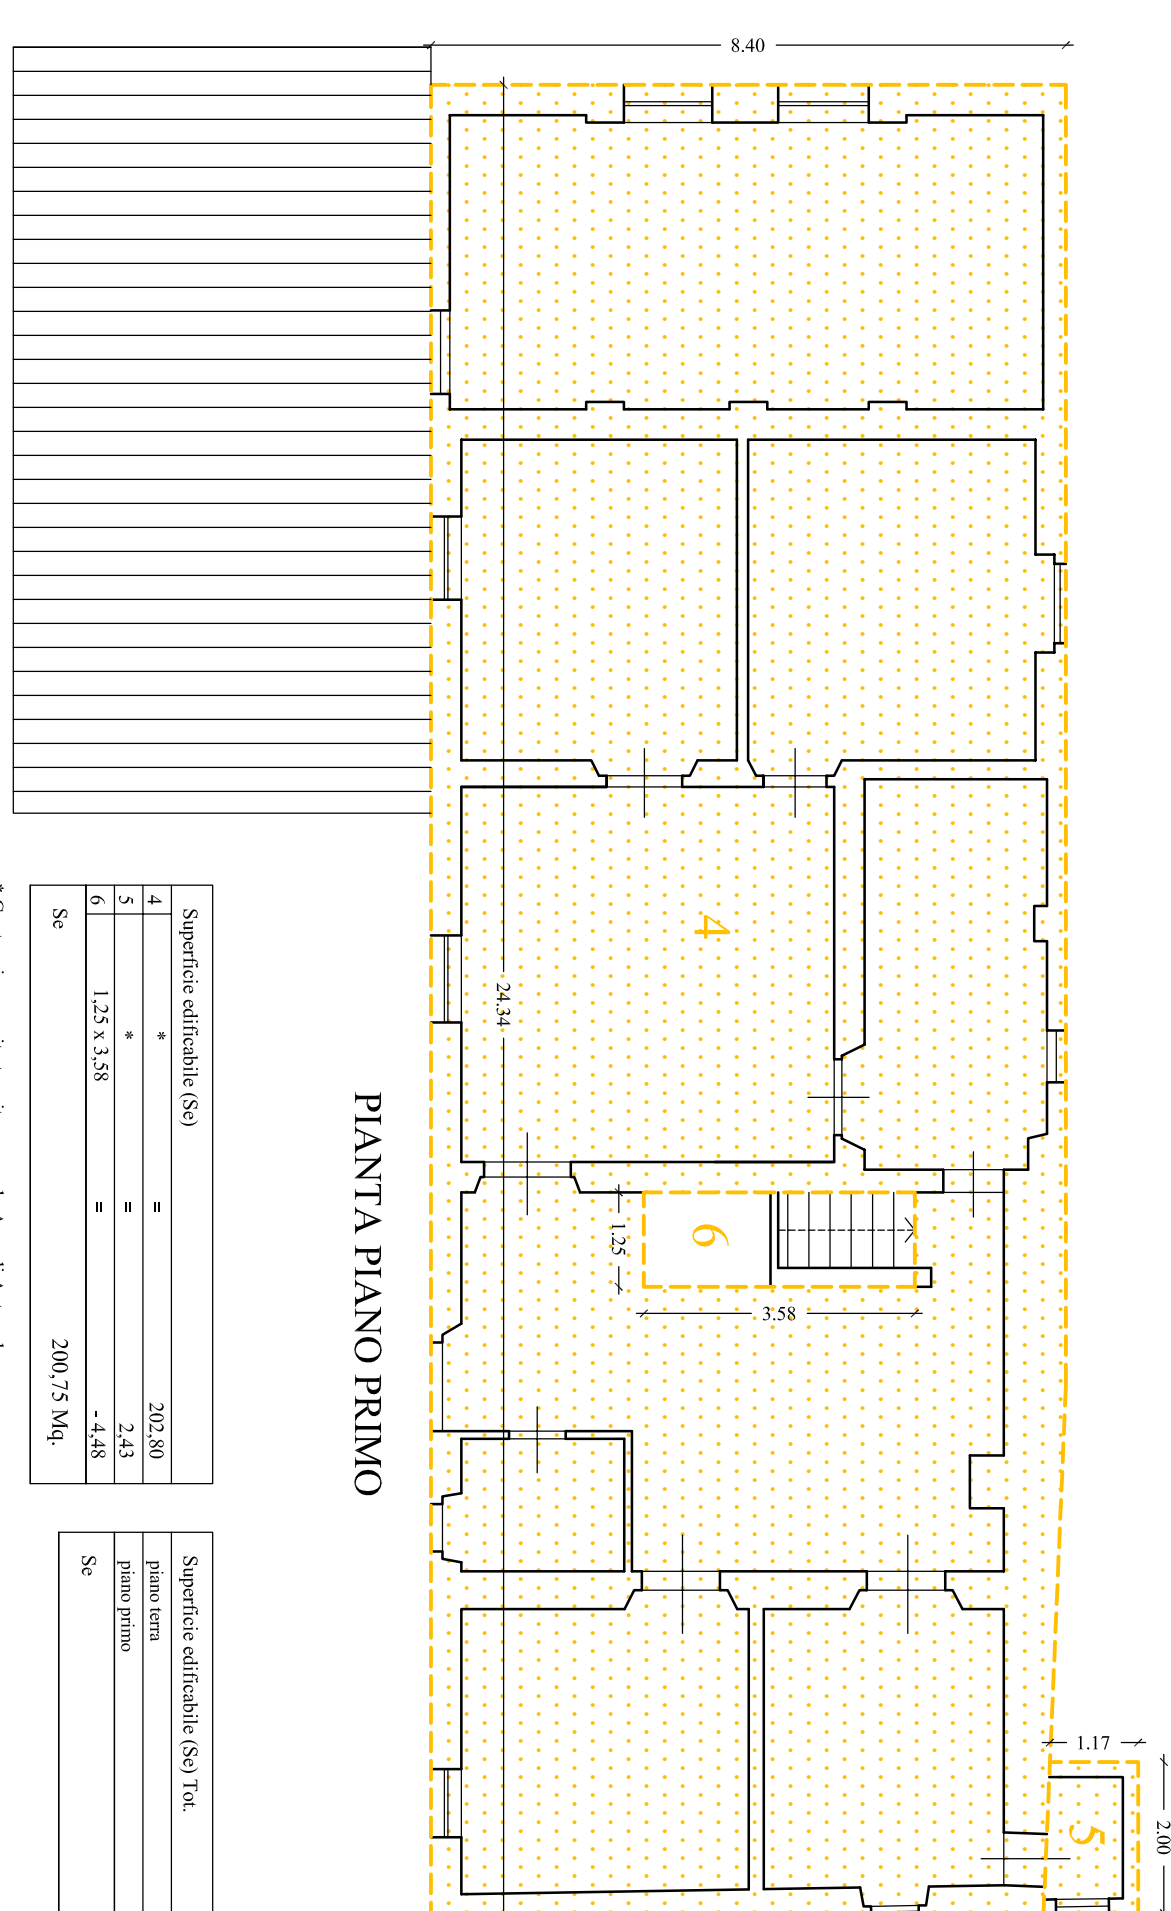 8.40
24.34
4
6
1.25
3.58
5
1.17
2.00
PIANTA PIANO PRIMO
Superficie edificabile (Se)
4 * = 202,80
5 * = 2,43
6 1,25 x 3,58 = - 4,48
Se 200,75 Mq.
Superficie edificabile (Se) Tot.
piano terra
piano primo
Se